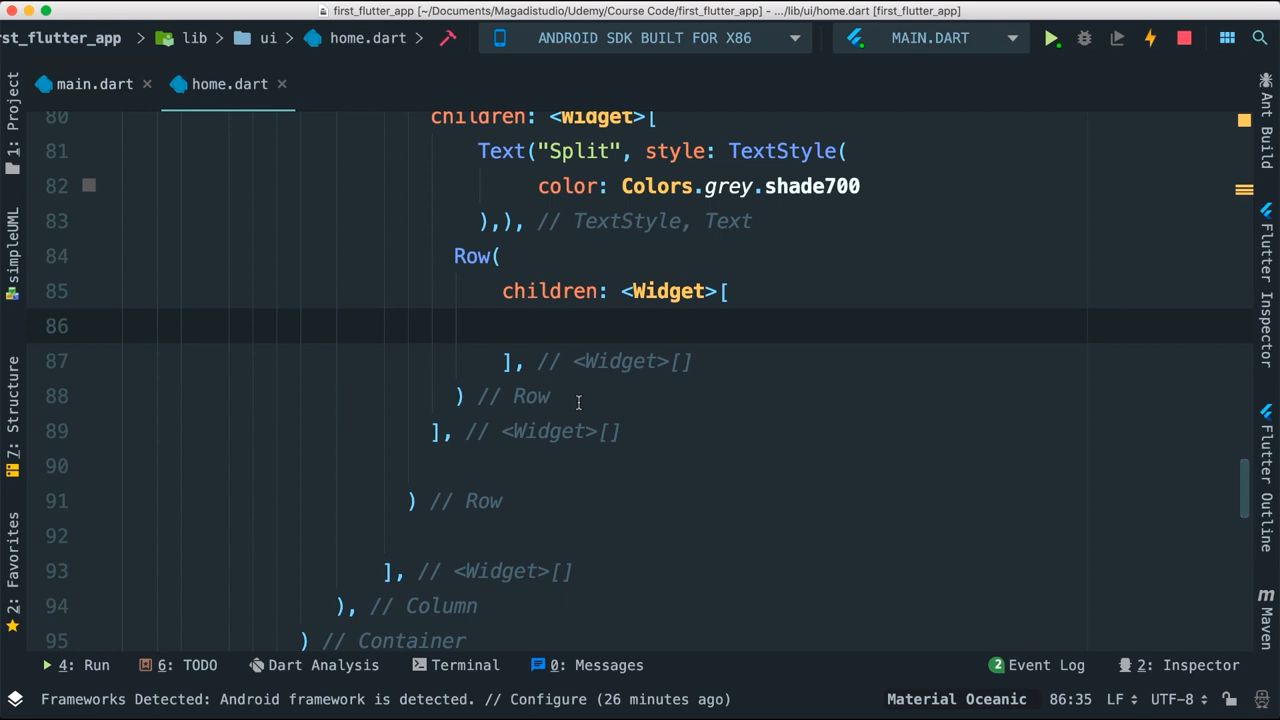 first_flutter_app [~/Documents/Magadistudio/Udemy/Course Code/first_flutter_app] - .../lib/ui/home.dart [first_flutter_app]
rst_flutter_app lib ui home.dart ANDROID SDK BUILT FOR X86 MAIN.DART
main.dart home.dart
1: Project
simpleUML
7: Structure
2: Favorites
80 children: <Widget>[
81 Text("Split", style: TextStyle(
82 color: Colors.grey.shade700
83 ),), // TextStyle, Text
84 Row(
85 children: <Widget>[
86
87 ], // <Widget>[]
88 ) // Row
89 ], // <Widget>[]
90
91 ) // Row
92
93 ], // <Widget>[]
94 ), // Column
95 ) // Container
Ant Build
Flutter Inspector
Flutter Outline
Maven
4: Run 6: TODO Dart Analysis Terminal 0: Messages 2 Event Log 2: Inspector
Frameworks Detected: Android framework is detected. // Configure (26 minutes ago) Material Oceanic 86:35 LF UTF-8